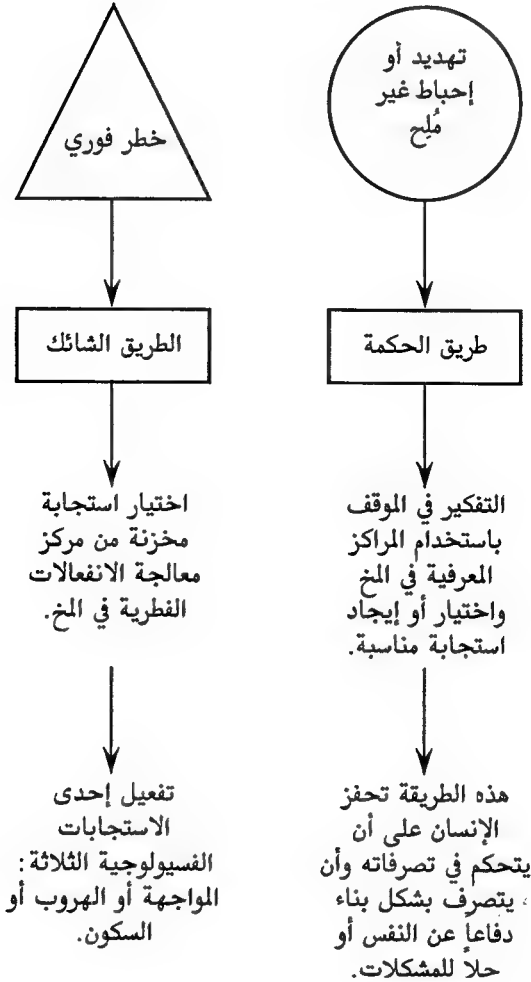 تهديد أو
إحباط غير
مُلِح
طريق الحكمة
التفكير في الموقف
باستخدام المراكز
المعرفية في المخ
واختيار أو إيجاد
استجابة مناسبة.
هذه الطريقة تحفز
الإنسان على أن
يتحكم في تصرفاته وأن
يتصرف بشكل بناء
دفاعاً عن النفس أو
حلاً للمشكلات.
خطر فوري
الطريق الشائك
اختيار استجابة
مخزنة من مركز
معالجة الانفعالات
الفطرية في المخ.
تفعيل إحدى
الاستجابات
الفسيولوجية الثلاثة:
المواجهة أو الهروب أو
السكون.